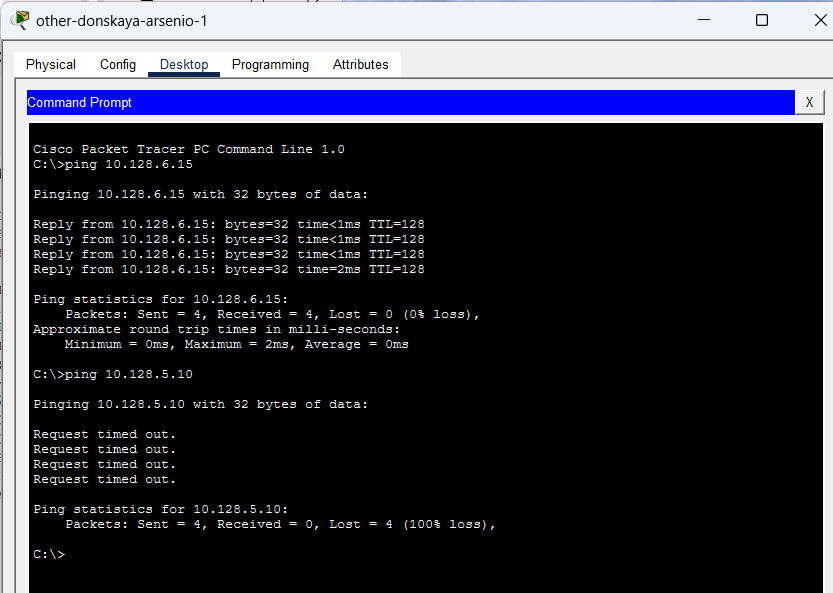 other-donskaya-arsenio-1
Physical Config Desktop Programming Attributes
Command Prompt
X
Cisco Packet Tracer PC Command Line 1.0
C:\>ping 10.128.6.15
Pinging 10.128.6.15 with 32 bytes of data:
Reply from 10.128.6.15: bytes=32 time<1ms TTL=128
Reply from 10.128.6.15: bytes=32 time<1ms TTL=128
Reply from 10.128.6.15: bytes=32 time<1ms TTL=128
Reply from 10.128.6.15: bytes=32 time=2ms TTL=128
Ping statistics for 10.128.6.15:
    Packets: Sent = 4, Received = 4, Lost = 0 (0% loss),
Approximate round trip times in milli-seconds:
    Minimum = 0ms, Maximum = 2ms, Average = 0ms
C:\>ping 10.128.5.10
Pinging 10.128.5.10 with 32 bytes of data:
Request timed out.
Request timed out.
Request timed out.
Request timed out.
Ping statistics for 10.128.5.10:
    Packets: Sent = 4, Received = 0, Lost = 4 (100% loss),
C:\>